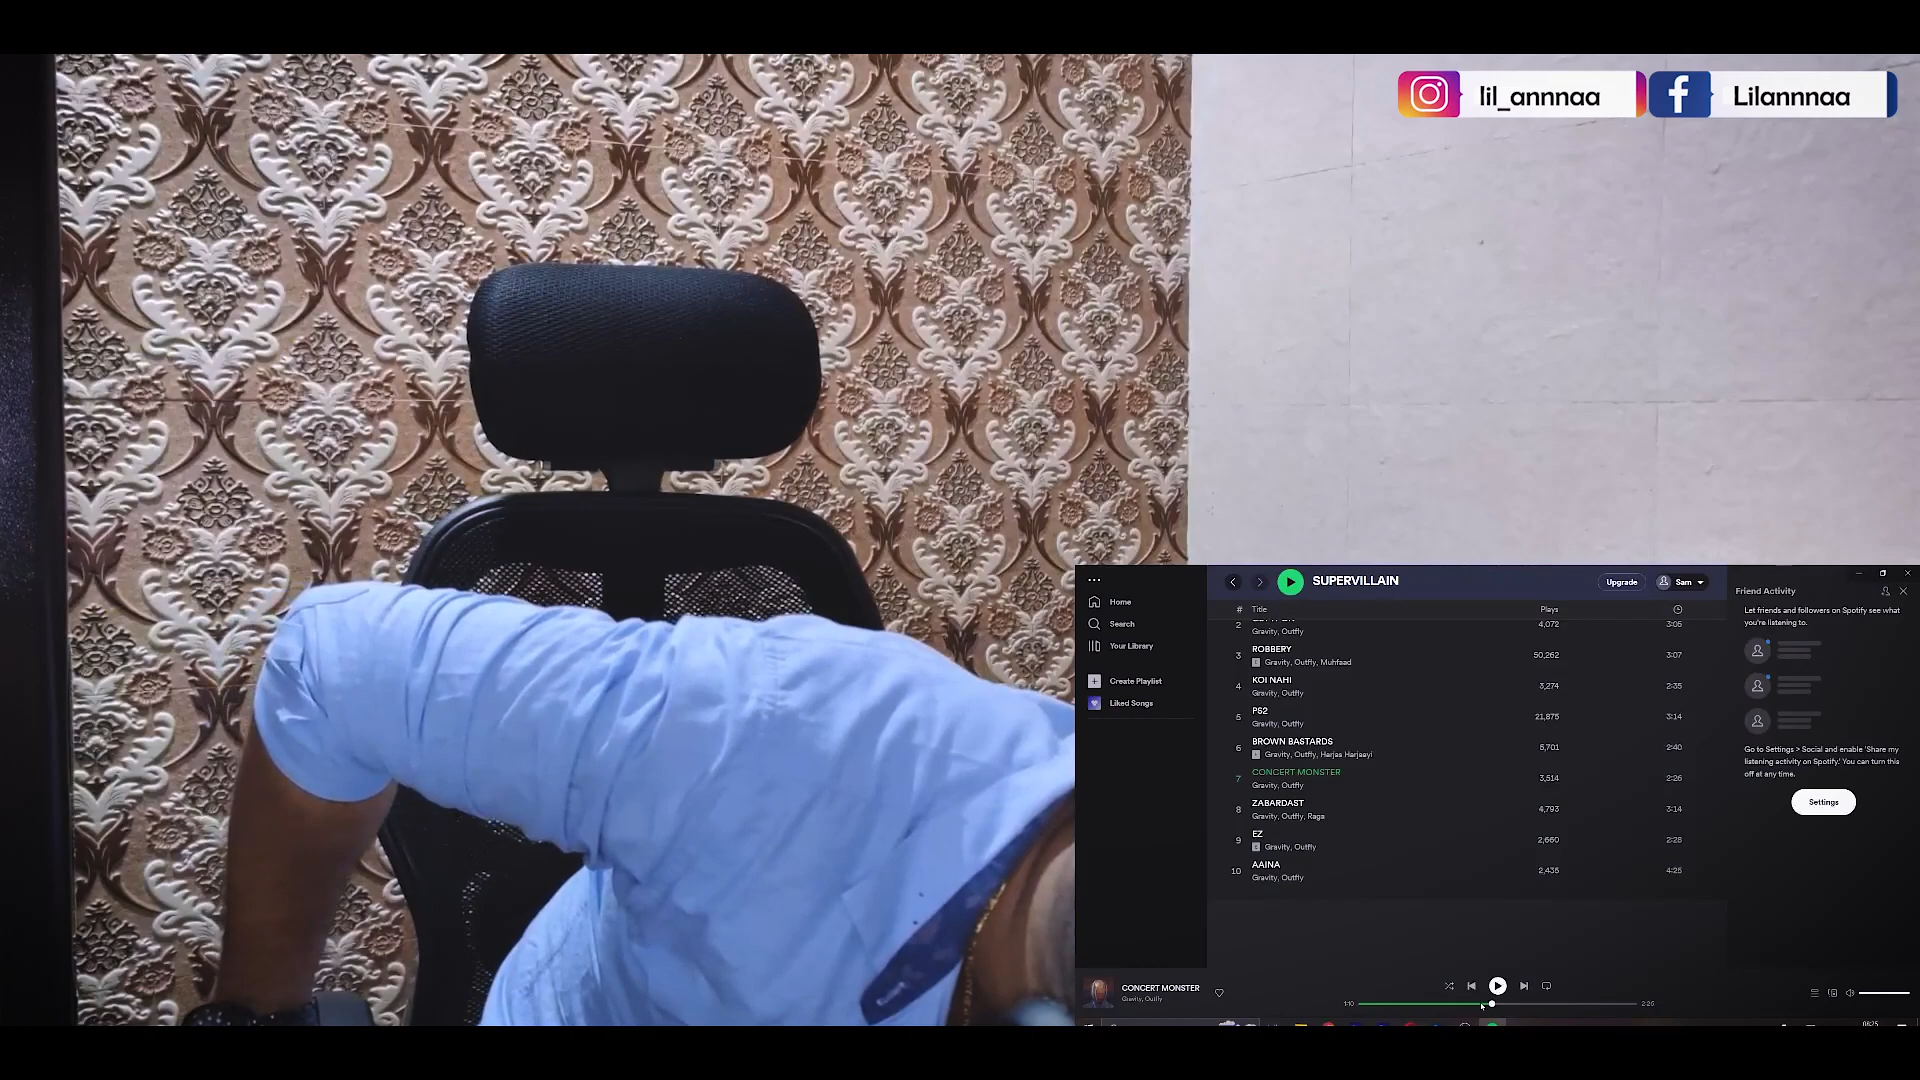 lil_annnaa
Lilannnaa
SUPERVILLAIN
Upgrade
Sam
Home
Search
Your Library
Create Playlist
Liked Songs
# Title Plays
2 4,072 3:05
Gravity, Outfly
3 ROBBERY 50,262 3:07
E Gravity, Outfly, Muhfaad
4 KOI NAHI 3,274 2:35
Gravity, Outfly
5 PS2 21,875 3:14
Gravity, Outfly
6 BROWN BASTARDS 5,701 2:40
E Gravity, Outfly, Harjas Harjaayi
7 CONCERT MONSTER 3,514 2:26
Gravity, Outfly
8 ZABARDAST 4,793 3:14
Gravity, Outfly, Raga
9 EZ 2,660 2:28
E Gravity, Outfly
10 AAINA 2,435 4:25
Gravity, Outfly
Friend Activity
Let friends and followers on Spotify see what
you're listening to.
Go to Settings > Social and enable 'Share my
listening activity on Spotify.' You can turn this
off at any time.
Settings
CONCERT MONSTER
Gravity, Outfly
1:10 2:26